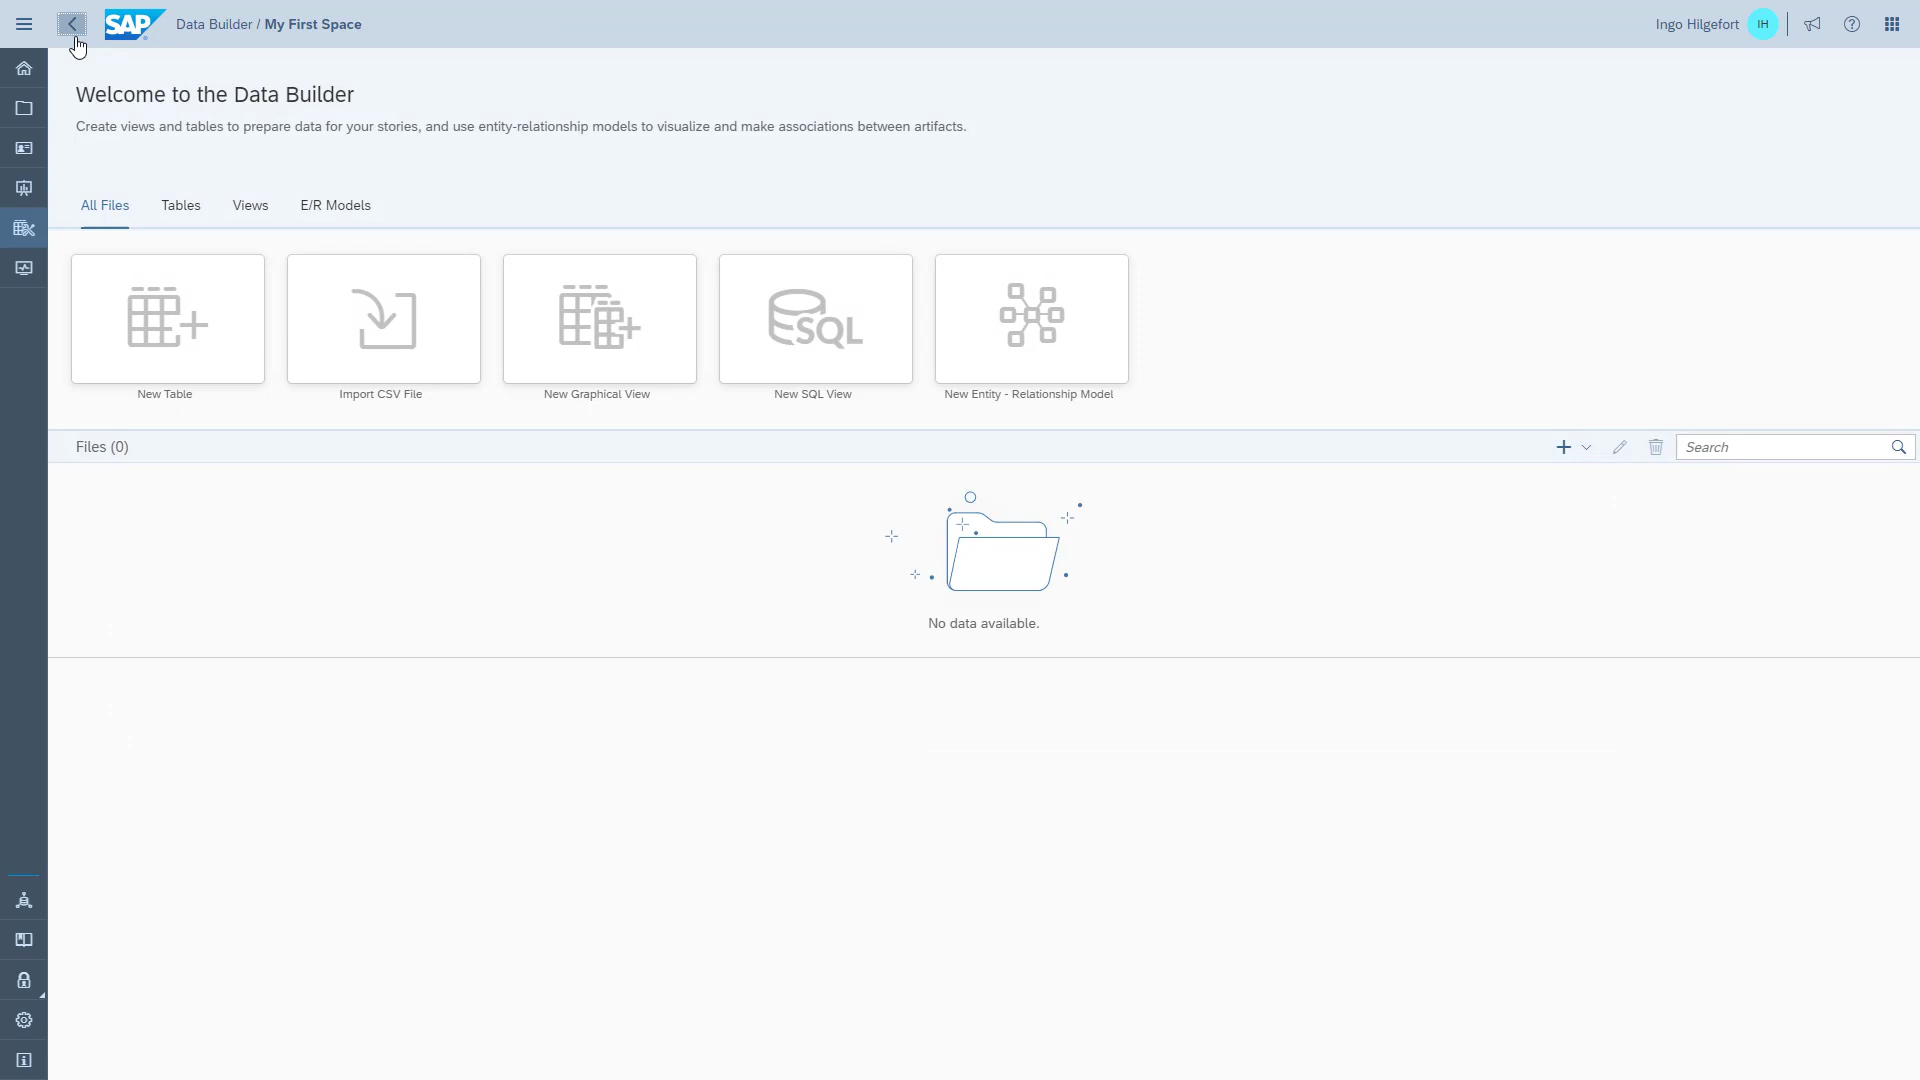 SAP
Data Builder / My First Space
Ingo Hilgefort
IH
Welcome to the Data Builder
Create views and tables to prepare data for your stories, and use entity-relationship models to visualize and make associations between artifacts.
All Files
Tables
Views
E/R Models
SQL
New Table
Import CSV File
New Graphical View
New SQL View
New Entity - Relationship Model
Files (0)
Search
No data available.